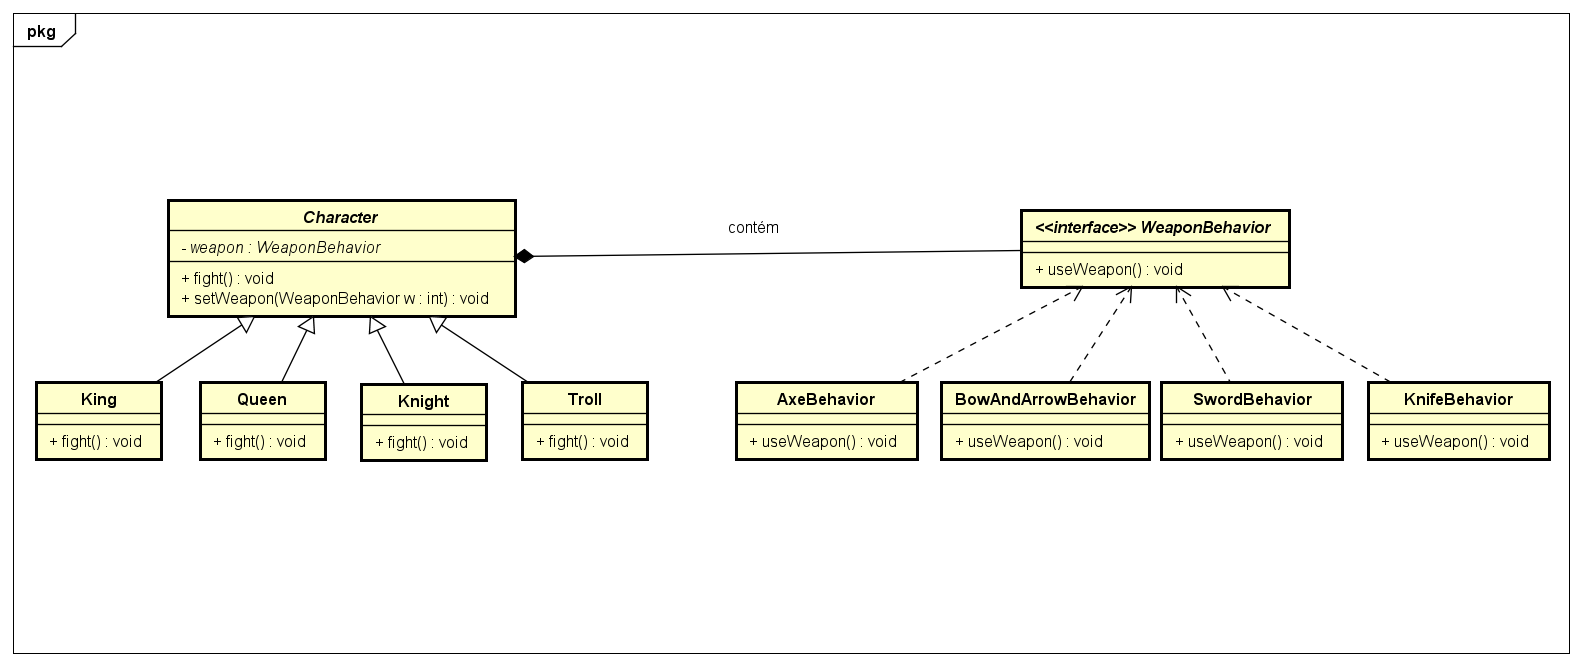 pkg
Character
- weapon : WeaponBehavior
+ fight() : void
+ setWeapon(WeaponBehavior w : int) : void
contém
<<interface>> WeaponBehavior
+ useWeapon() : void
King
+ fight() : void
Queen
+ fight() : void
Knight
+ fight() : void
Troll
+ fight() : void
AxeBehavior
+ useWeapon() : void
BowAndArrowBehavior
+ useWeapon() : void
SwordBehavior
+ useWeapon() : void
KnifeBehavior
+ useWeapon() : void